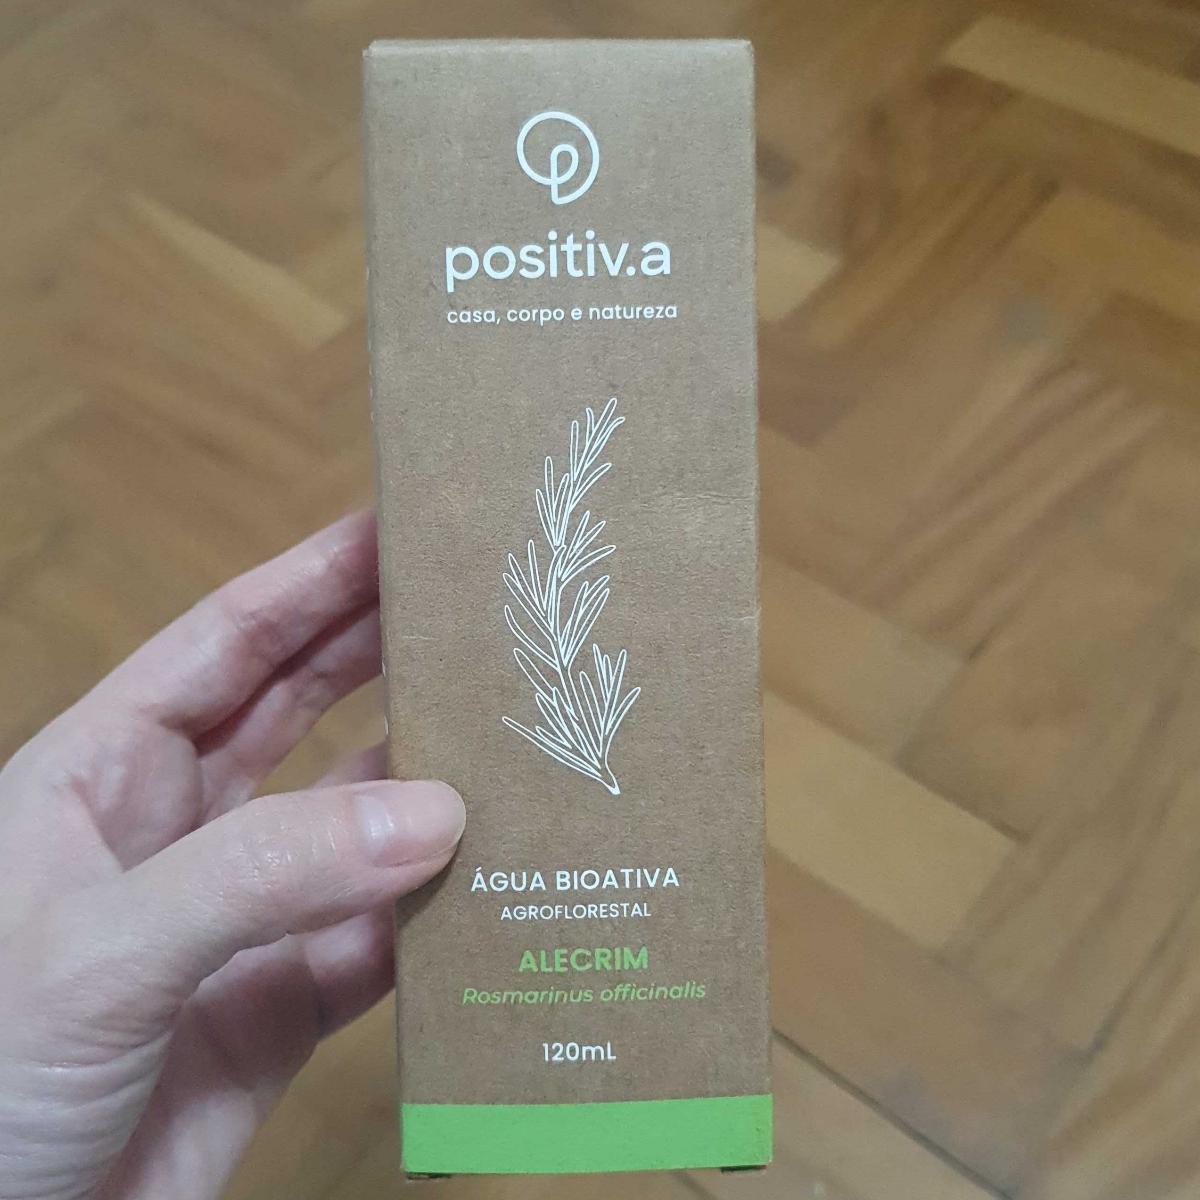 positiv.a
casa, corpo e natureza
ÁGUA BIOATIVA
AGROFLORESTAL
ALECRIM
Rosmarinus officinalis
120mL